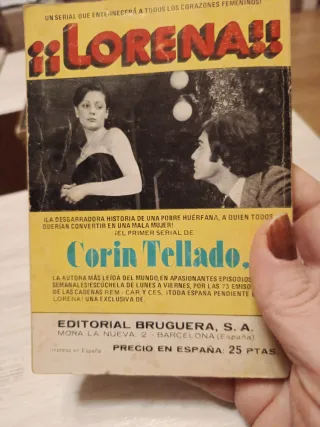 UN SERIAL QUE ENTERNECERÁ A TODOS LOS CORAZONES FEMENINOS!
¡¡LORENA!!
¡LA DESGARRADORA HISTORIA DE UNA POBRE HUÉRFANA, A QUIEN TODOS
QUERÍAN CONVERTIR EN UNA MALA MUJER!
¡EL PRIMER SERIAL DE
Corín Tellado,
LA AUTORA MÁS LEÍDA DEL MUNDO, EN APASIONANTES EPISODIOS
SEMANALES! ESCÚCHELA DE LUNES A VIERNES, POR LAS 73 EMISO
DE LAS CADENAS REM - CAR Y CES. ¡TODA ESPAÑA PENDIENTE D
LORENA! UNA EXCLUSIVA DE
EDITORIAL BRUGUERA, S. A.
MORA LA NUEVA, 2 - BARCELONA (España)
Impreso en España
PRECIO EN ESPAÑA: 25 PTAS.